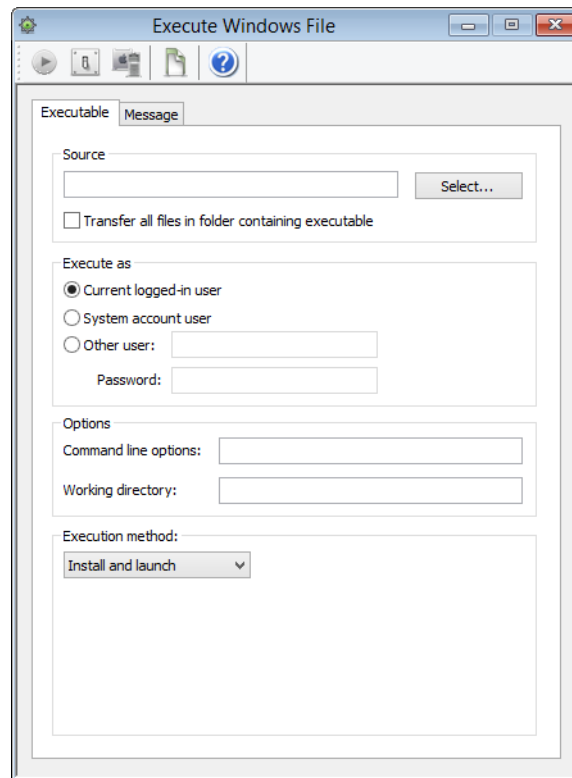 Execute Windows File
Executable Message
Source
Select...
Transfer all files in folder containing executable
Execute as
Current logged-in user
System account user
Other user:
Password:
Options
Command line options:
Working directory:
Execution method:
Install and launch